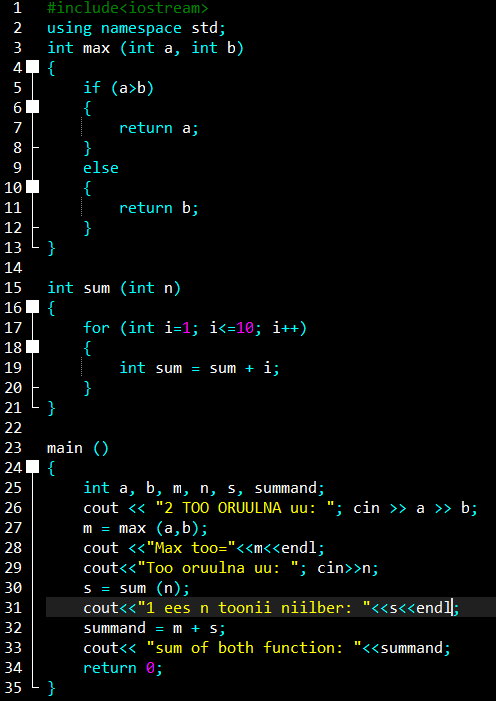 1 #include<iostream>
2 using namespace std;
3 int max (int a, int b)
4 {
5 if (a>b)
6 {
7 return a;
8 }
9 else
10 {
11 return b;
12 }
13 }
14
15 int sum (int n)
16 {
17 for (int i=1; i<=10; i++)
18 {
19 int sum = sum + i;
20 }
21 }
22
23 main ()
24 {
25 int a, b, m, n, s, summand;
26 cout << "2 TOO ORUULNA uu: "; cin >> a >> b;
27 m = max (a,b);
28 cout <<"Max too="<<m<<endl;
29 cout<<"Too oruulna uu: "; cin>>n;
30 s = sum (n);
31 cout<<"1 ees n toonii niilber: "<<s<<endl;
32 summand = m + s;
33 cout<< "sum of both function: "<<summand;
34 return 0;
35 }